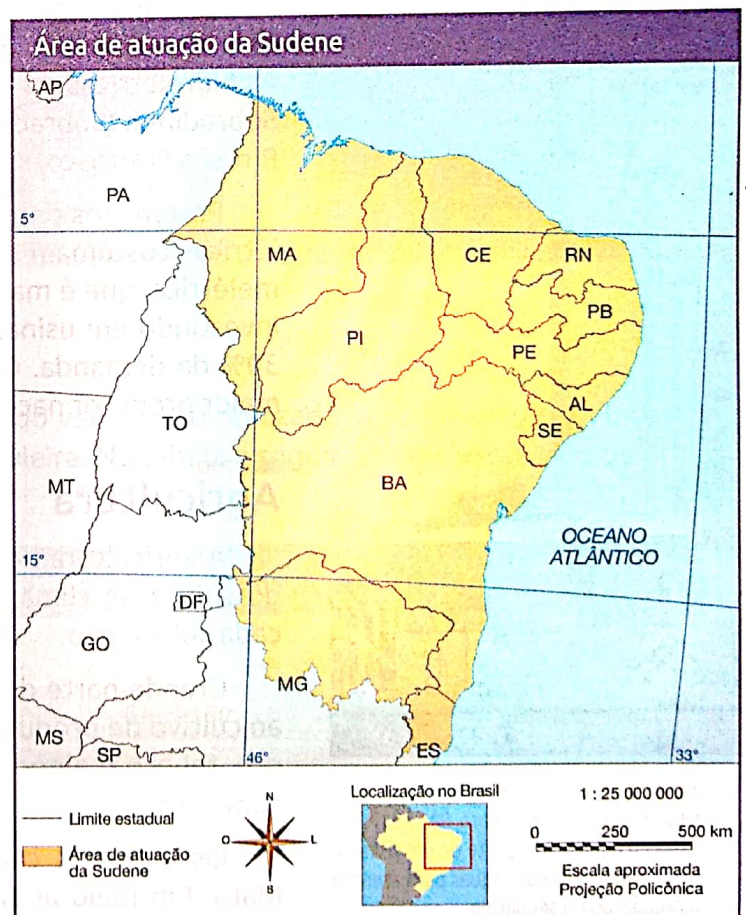 Área de atuação da Sudene
AP
PA
5°
MA
CE
RN
PB
PI
PE
AL
SE
TO
BA
MT
OCEANO
ATLÂNTICO
15°
DF
GO
MG
MS
SP
ES
46°
33°
Limite estadual
Área de atuação
da Sudene
N
O
L
S
Localização no Brasil
1 : 25 000 000
0 250 500 km
Escala aproximada
Projeção Policônica